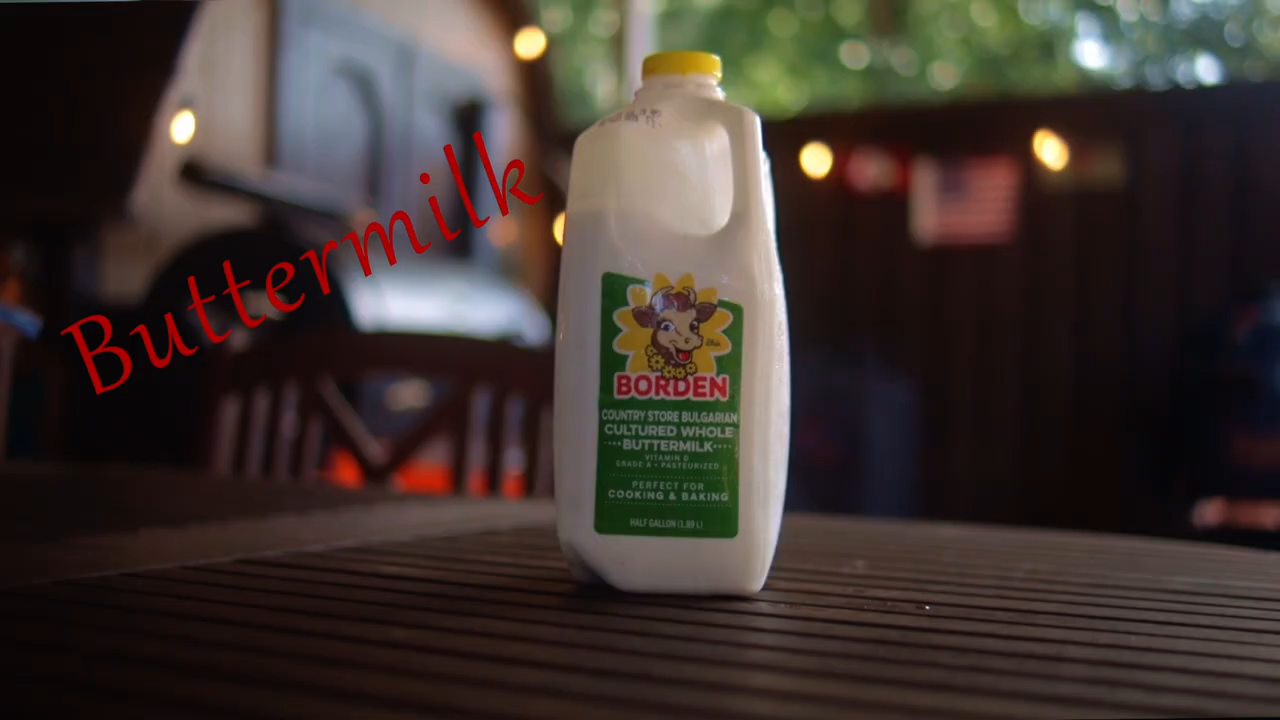 Buttermilk
Elsie
BORDEN
COUNTRY STORE BULGARIAN
CULTURED WHOLE
BUTTERMILK
VITAMIN D
GRADE A • PASTEURIZED
PERFECT FOR
COOKING & BAKING
HALF GALLON (1.89 L)